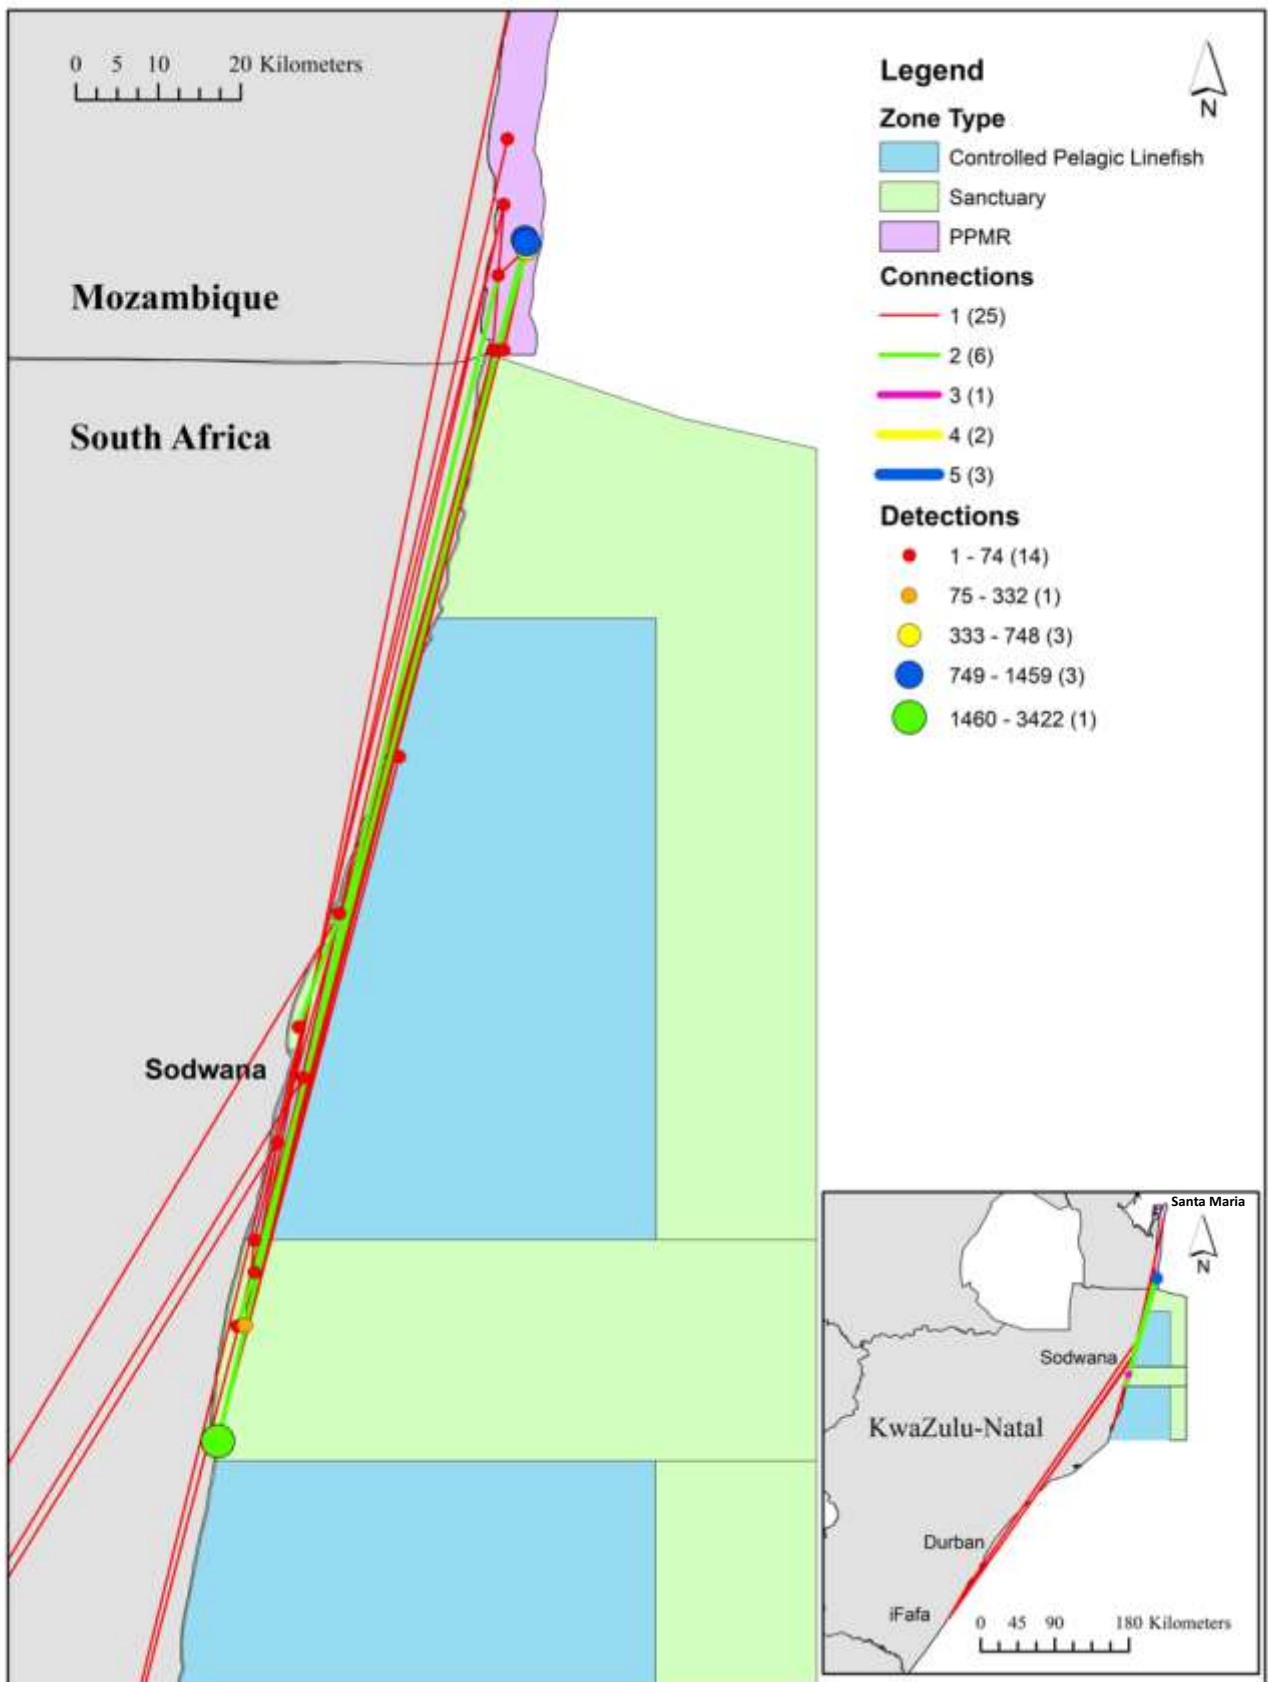 0 5 10 20 Kilometers
Legend
N
Zone Type
Controlled Pelagic Linefish
Sanctuary
PPMR
Connections
1 (25)
2 (6)
3 (1)
4 (2)
5 (3)
Detections
1 - 74 (14)
75 - 332 (1)
333 - 748 (3)
749 - 1459 (3)
1460 - 3422 (1)
Mozambique
South Africa
Sodwana
Santa Maria
N
Sodwana
KwaZulu-Natal
Durban
iFafa
0 45 90 180 Kilometers